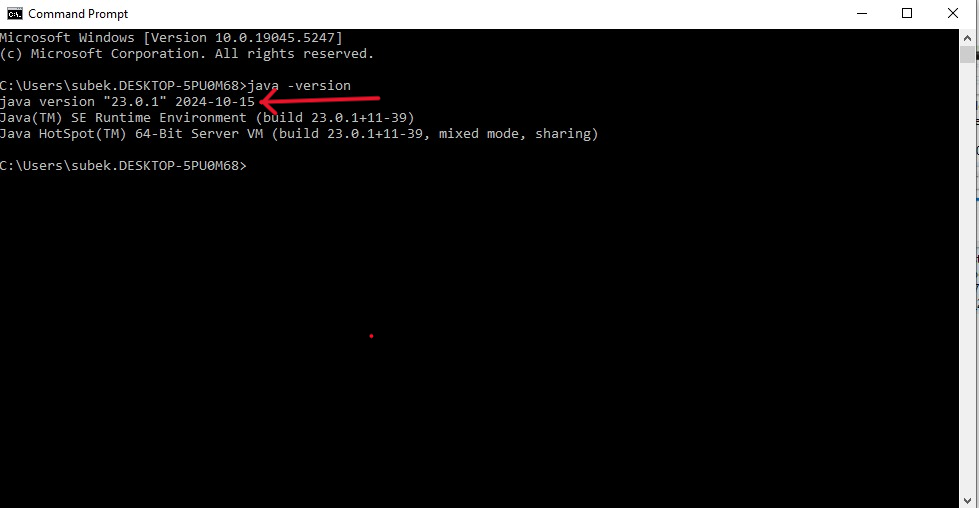 Command Prompt
Microsoft Windows [Version 10.0.19045.5247]
(c) Microsoft Corporation. All rights reserved.
C:\Users\subek.DESKTOP-5PU0M68>java -version
java version "23.0.1" 2024-10-15
Java(TM) SE Runtime Environment (build 23.0.1+11-39)
Java HotSpot(TM) 64-Bit Server VM (build 23.0.1+11-39, mixed mode, sharing)
C:\Users\subek.DESKTOP-5PU0M68>